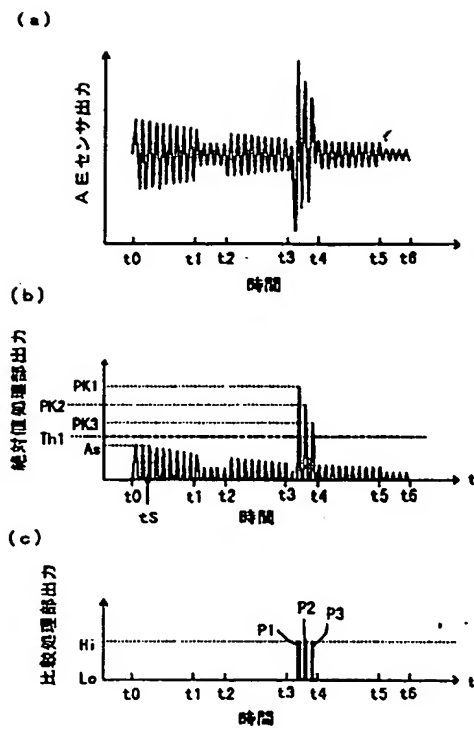 (a)
AEセンサ出力
t0 t1 t2 t3 t4 t5 t6
時間
(b)
絶対値処理部出力
PK1
PK2
PK3
Th1
As
t0 t1 t2 t3 t4 t5 t6 t
tS
時間
(c)
比較処理部出力
P1 P2 P3
Hi
Lo
t0 t1 t2 t3 t4 t5 t6 t
時間